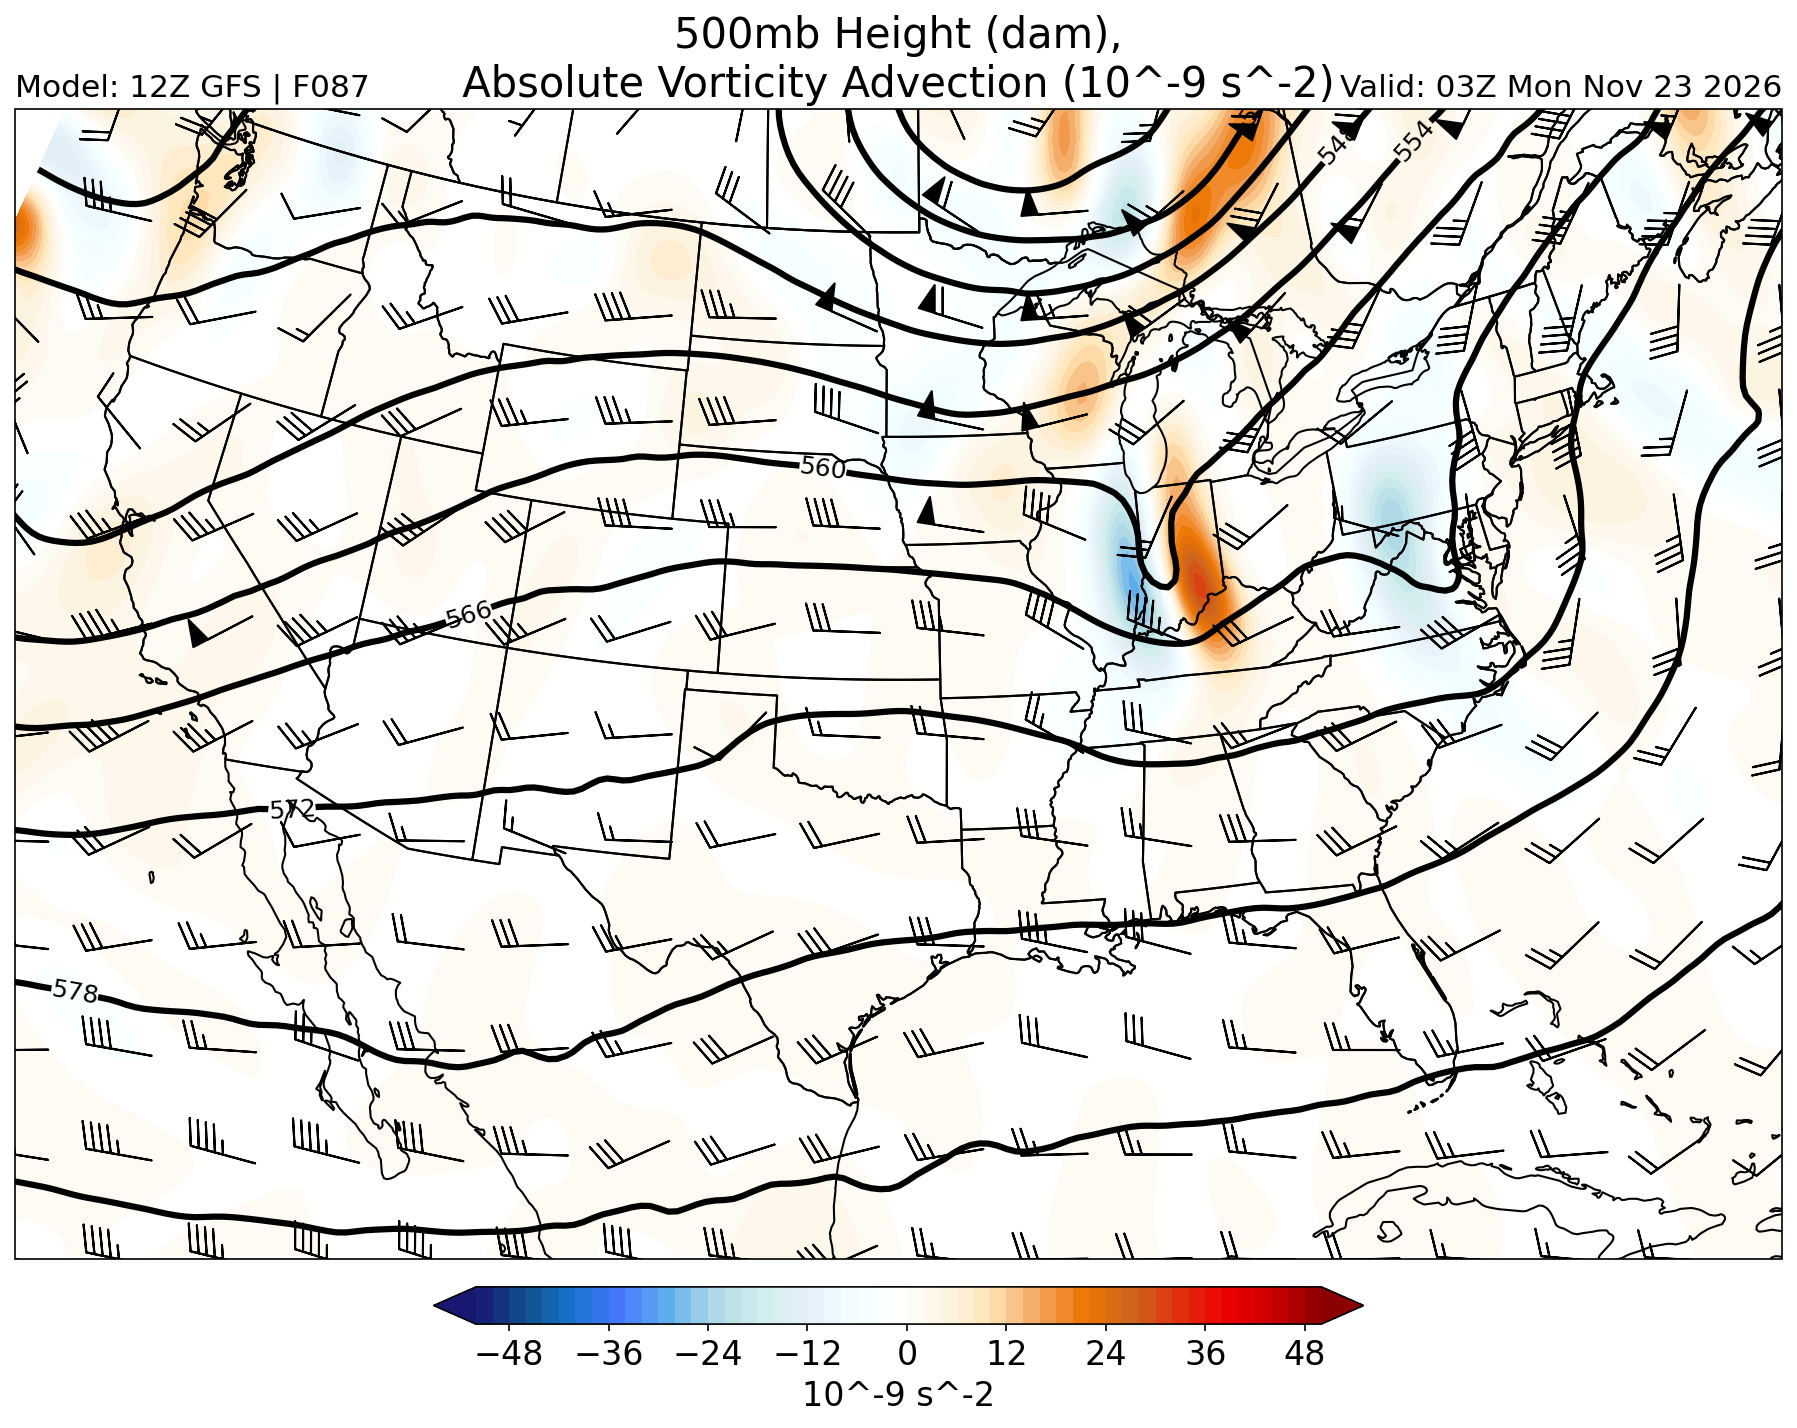 500mb Height (dam),
Model: 12Z GFS | F087
Absolute Vorticity Advection (10^-9 s^-2)
Valid: 03Z Mon Nov 23 2026
554
560
566
572
578
−48 −36 −24 −12 0 12 24 36 48
10^-9 s^-2